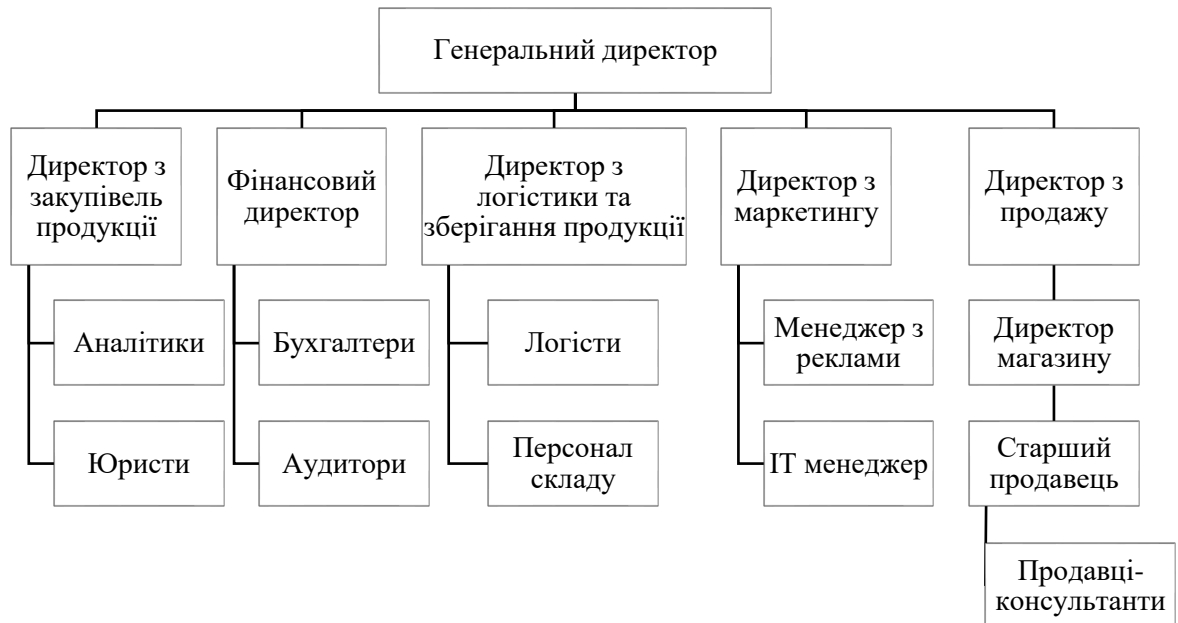 Генеральний директор
Директор з
закупівель
продукції
Фінансовий
директор
Директор з
логістики та
зберігання продукції
Директор з
маркетингу
Директор з
продажу
Аналітики
Бухгалтери
Логісти
Менеджер з
реклами
Директор
магазину
Юристи
Аудитори
Персонал
складу
ІТ менеджер
Старший
продавець
Продавці-
консультанти